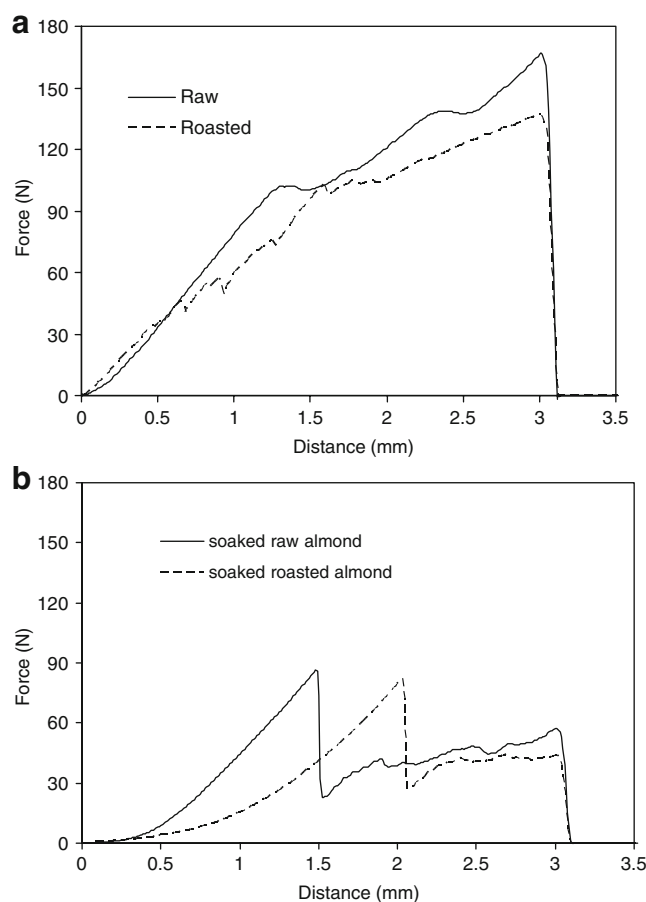 a
180
150
120
90
60
30
0
Force (N)
Raw
Roasted
0 0.5 1 1.5 2 2.5 3 3.5
Distance (mm)
b
180
150
120
90
60
30
0
Force (N)
soaked raw almond
soaked roasted almond
0 0.5 1 1.5 2 2.5 3 3.5
Distance (mm)